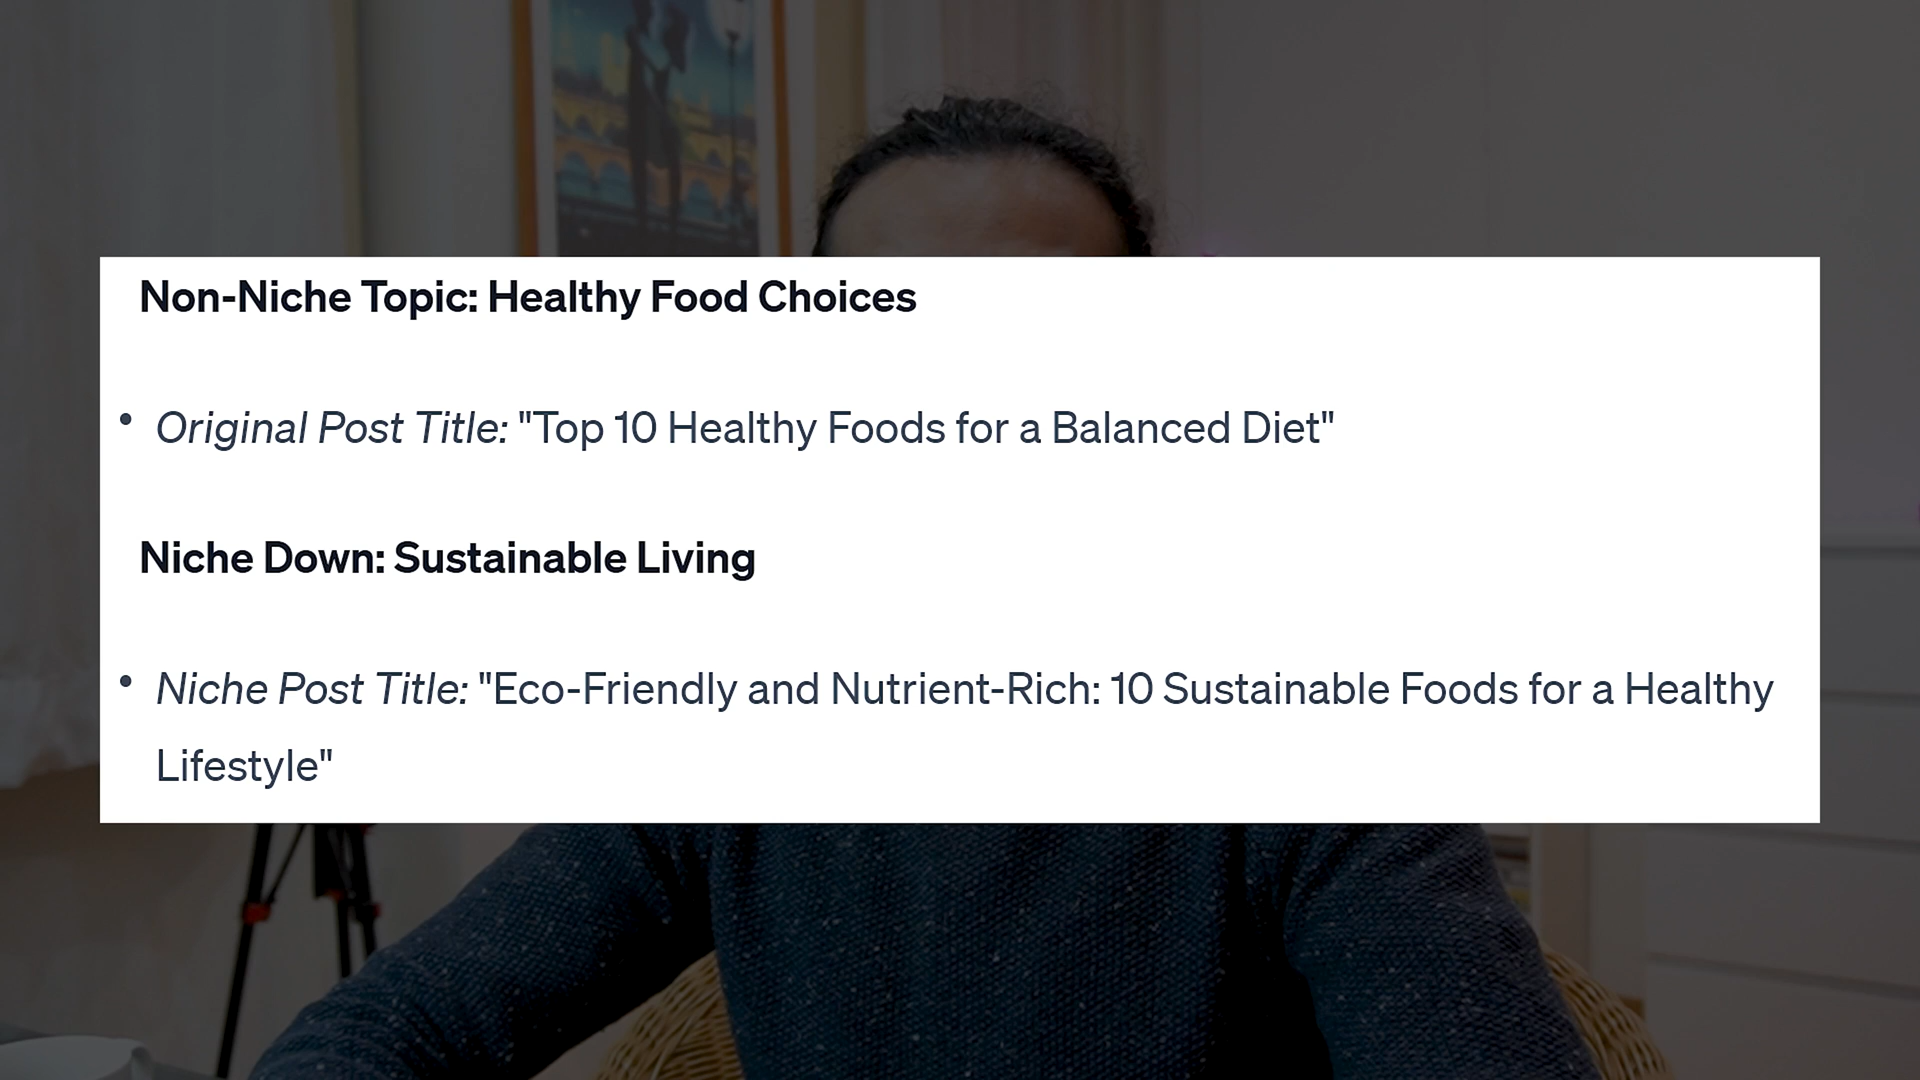 Non-Niche Topic: Healthy Food Choices
• Original Post Title: "Top 10 Healthy Foods for a Balanced Diet"
Niche Down: Sustainable Living
• Niche Post Title: "Eco-Friendly and Nutrient-Rich: 10 Sustainable Foods for a Healthy
Lifestyle"